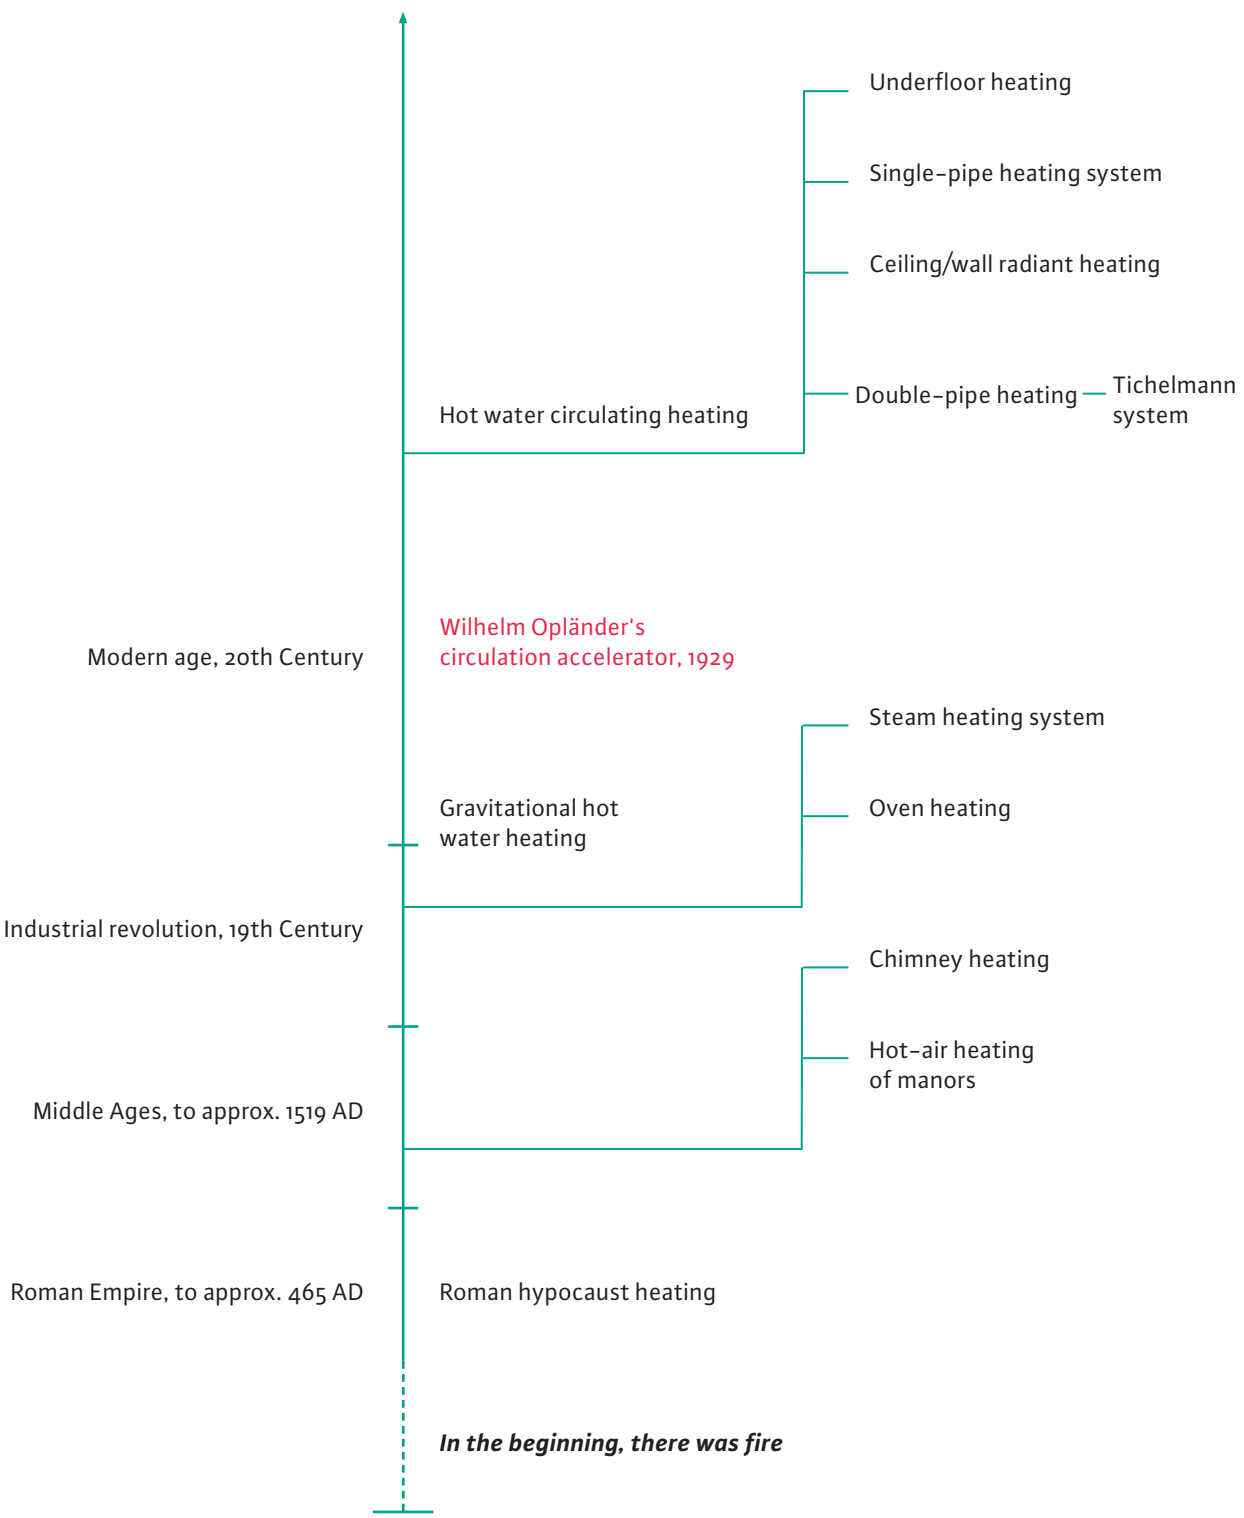 Underfloor heating
Single-pipe heating system
Ceiling/wall radiant heating
Double-pipe heating
Tichelmann
system
Hot water circulating heating
Wilhelm Opländer's
circulation accelerator, 1929
Modern age, 20th Century
Steam heating system
Oven heating
Gravitational hot
water heating
Industrial revolution, 19th Century
Chimney heating
Hot-air heating
of manors
Middle Ages, to approx. 1519 AD
Roman Empire, to approx. 465 AD
Roman hypocaust heating
In the beginning, there was fire